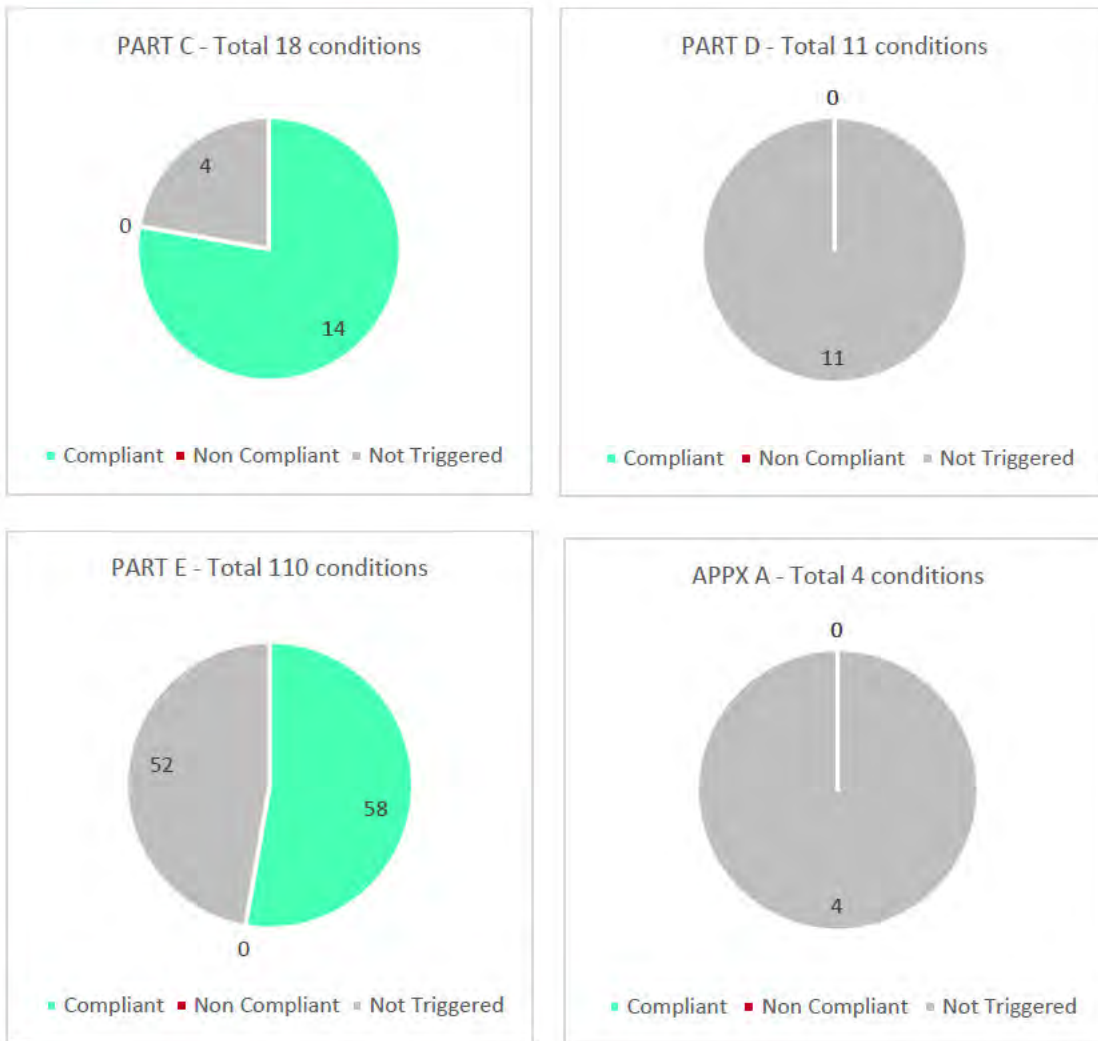 PART C - Total 18 conditions
4
0
14
Compliant Non Compliant Not Triggered
PART D - Total 11 conditions
0
11
Compliant Non Compliant Not Triggered
PART E - Total 110 conditions
52
58
0
Compliant Non Compliant Not Triggered
APPX A - Total 4 conditions
0
4
Compliant Non Compliant Not Triggered